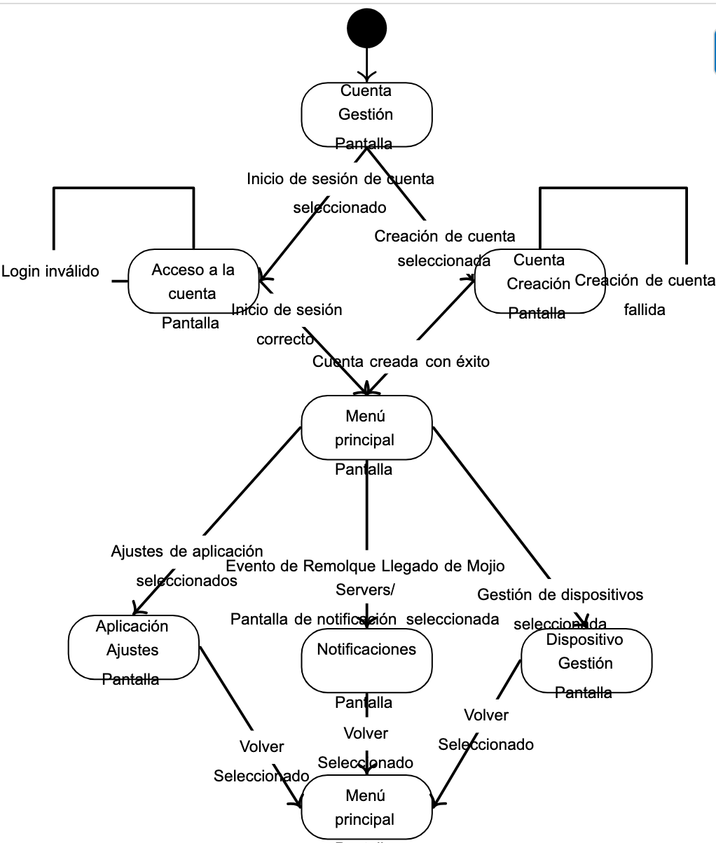 Cuenta
Gestión
Pantalla
Inicio de sesión de cuenta
seleccionado
Creación de cuenta
seleccionada
Login inválido
Acceso a la
cuenta
Pantalla
Cuenta
Creación
Pantalla
Creación de cuenta
fallida
Inicio de sesión
correcto
Cuenta creada con éxito
Menú
principal
Pantalla
Ajustes de aplicación
seleccionados
Evento de Remolque Llegado de Mojio
Servers/
Pantalla de notificación seleccionada
Gestión de dispositivos
seleccionada
Aplicación
Ajustes
Pantalla
Notificaciones
Pantalla
Dispositivo
Gestión
Pantalla
Volver
Seleccionado
Volver
Seleccionado
Volver
Seleccionado
Menú
principal